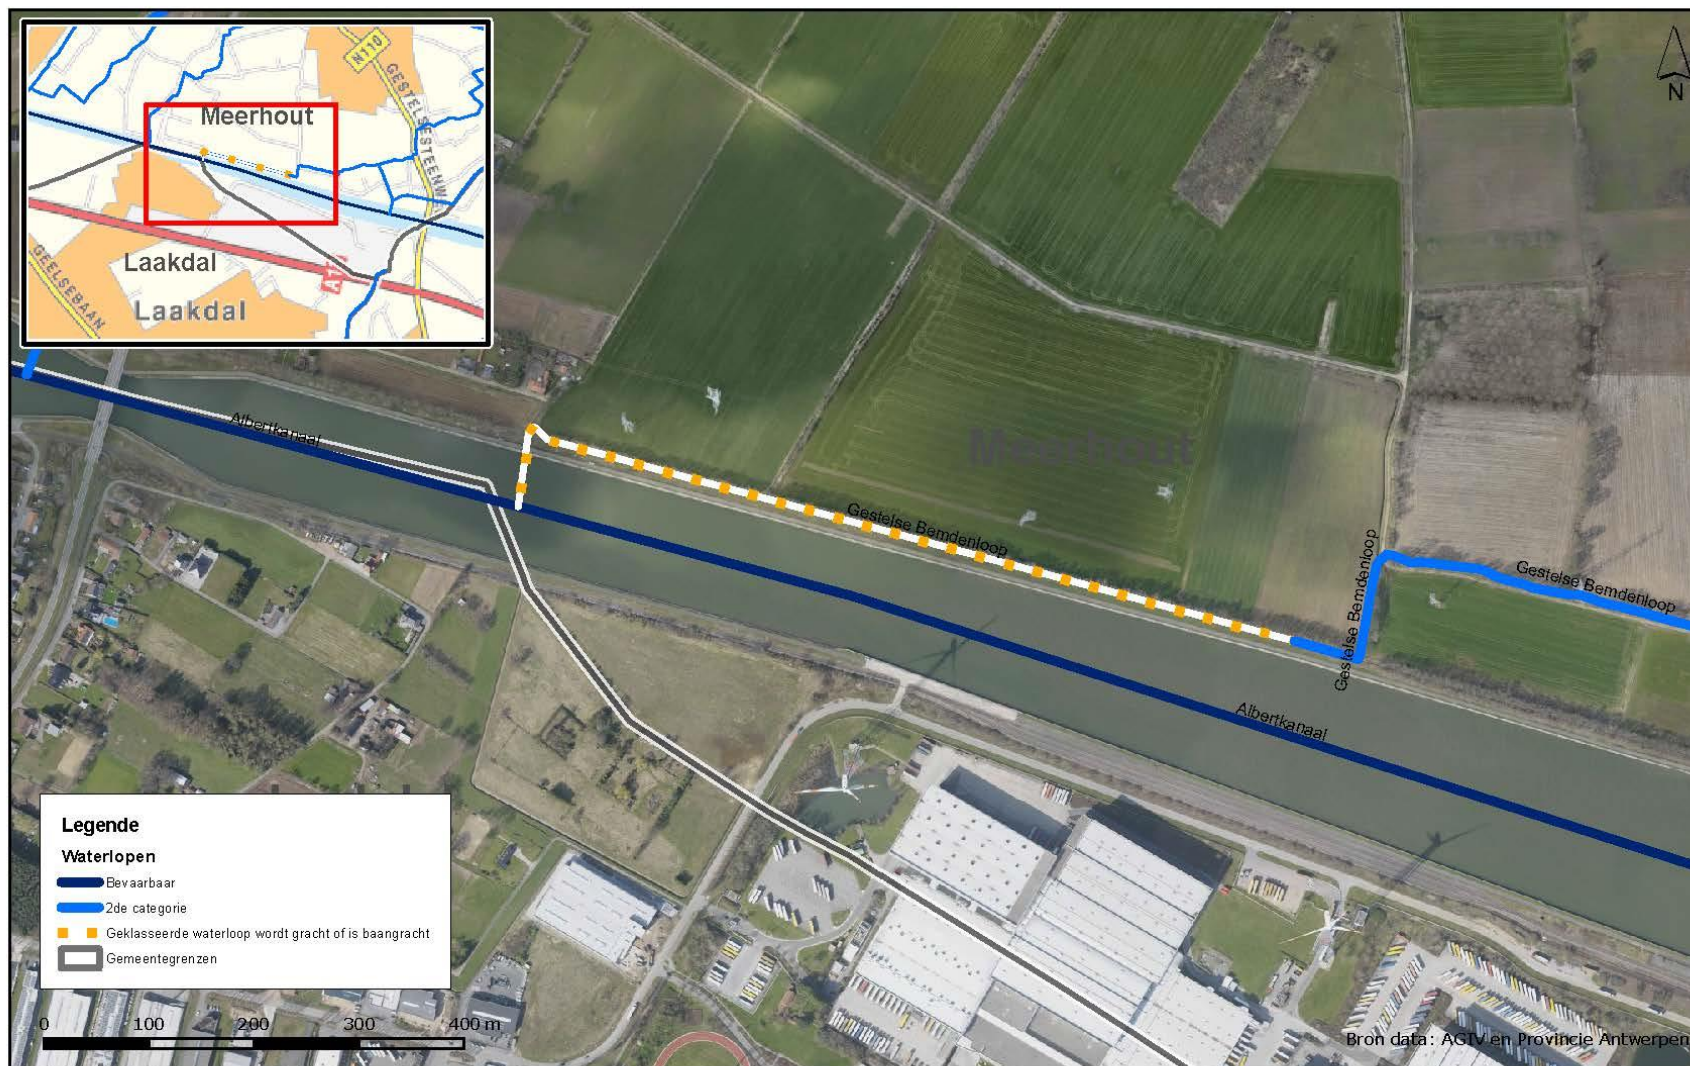 N110
GESTELSESTEENW
Meerhout
Laakdal
Laakdal
GEELSEBAAN
N
Albertkanaal
Meerhout
Gestelse Bemdenloop
Gestelse Bemdenloop
Gestelse Bemdenloop
Albertkanaal
Legende
Waterlopen
Bevaarbaar
2de categorie
Geklasseerde waterloop wordt gracht of is baangracht
Gemeentegrenzen
0 100 200 300 400 m
Bron data: AGIV en Provincie Antwerpen